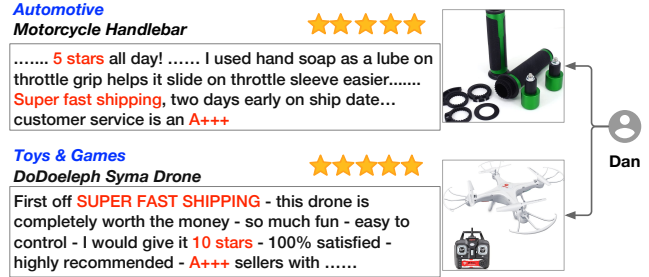 Automotive
Motorcycle Handlebar
....... 5 stars all day! ...... I used hand soap as a lube on
throttle grip helps it slide on throttle sleeve easier.......
Super fast shipping, two days early on ship date...
customer service is an A+++
Dan
Toys & Games
DoDoeleph Syma Drone
First off SUPER FAST SHIPPING - this drone is
completely worth the money - so much fun - easy to
control - I would give it 10 stars - 100% satisfied -
highly recommended - A+++ sellers with ......